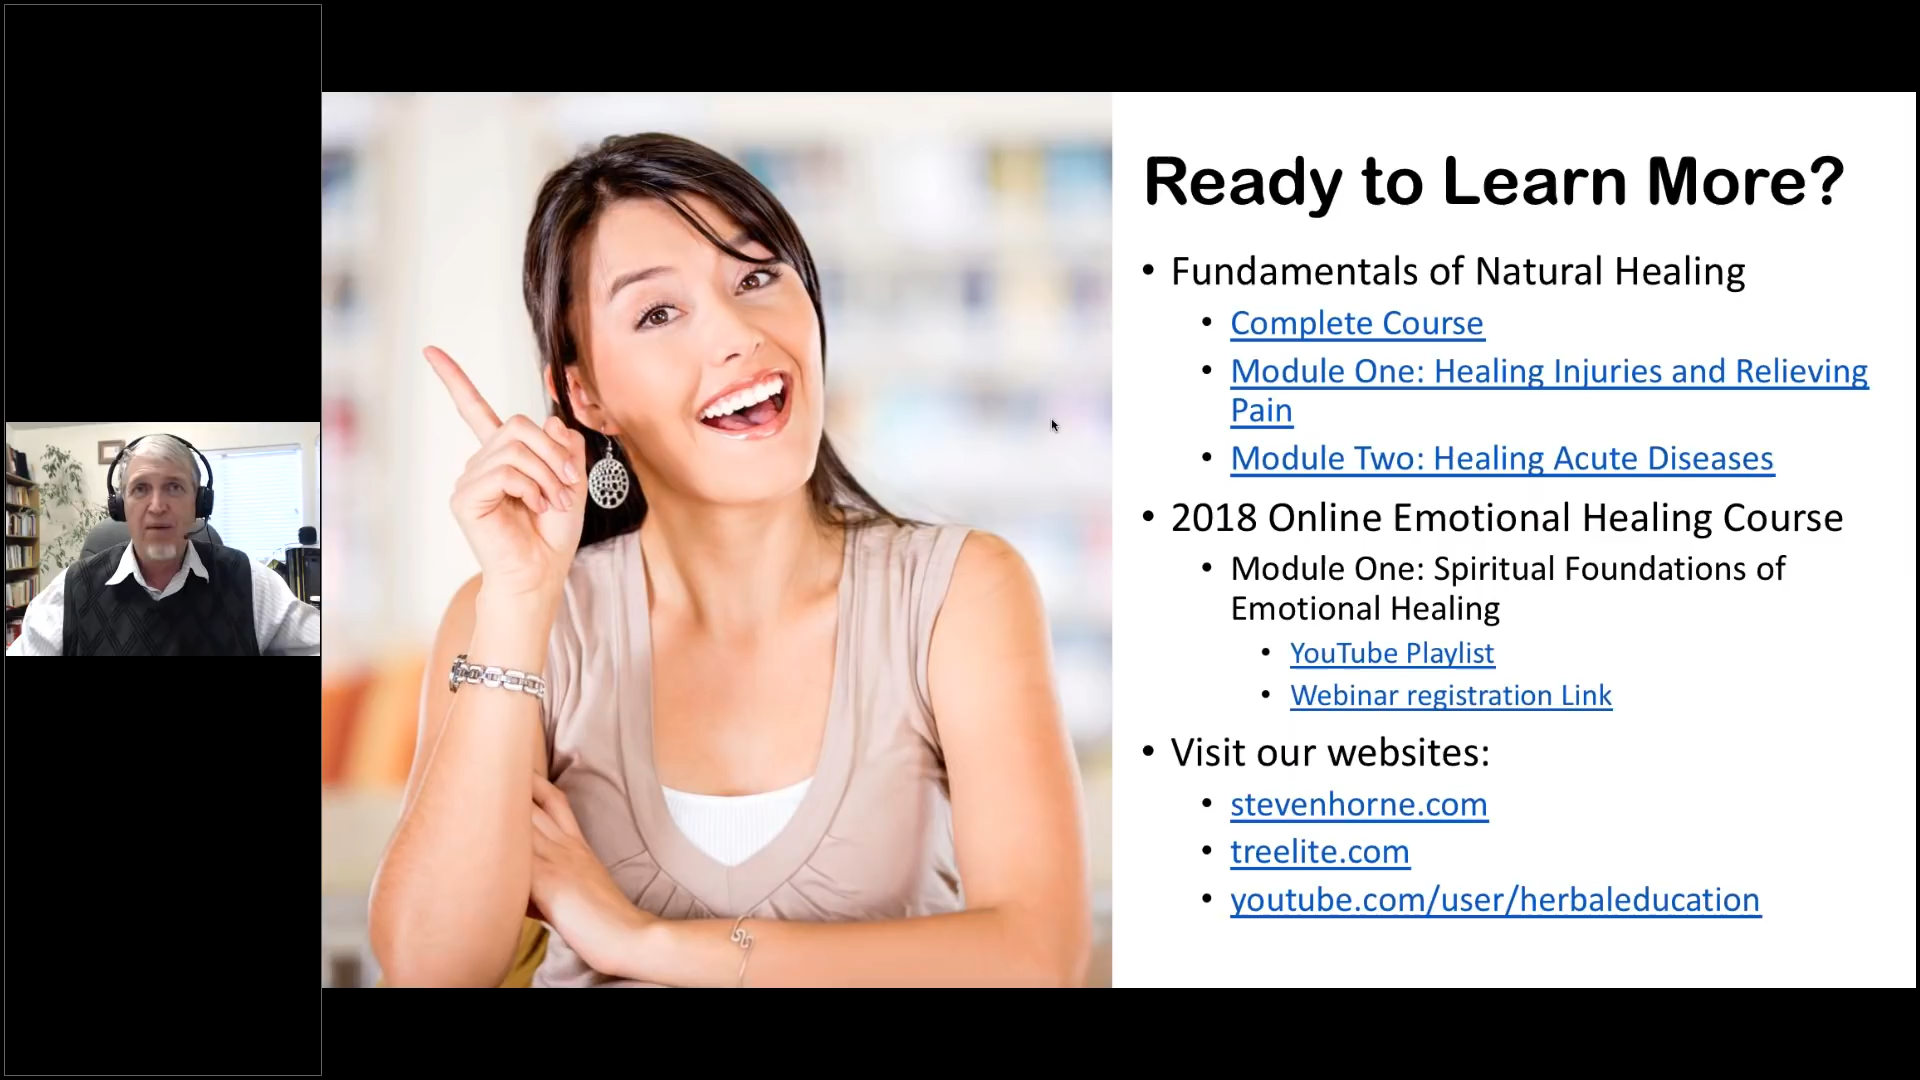 Ready to Learn More?
• Fundamentals of Natural Healing
• Complete Course
• Module One: Healing Injuries and Relieving
Pain
• Module Two: Healing Acute Diseases
• 2018 Online Emotional Healing Course
• Module One: Spiritual Foundations of
Emotional Healing
• YouTube Playlist
• Webinar registration Link
• Visit our websites:
• stevenhorne.com
• treelite.com
• youtube.com/user/herbaleducation